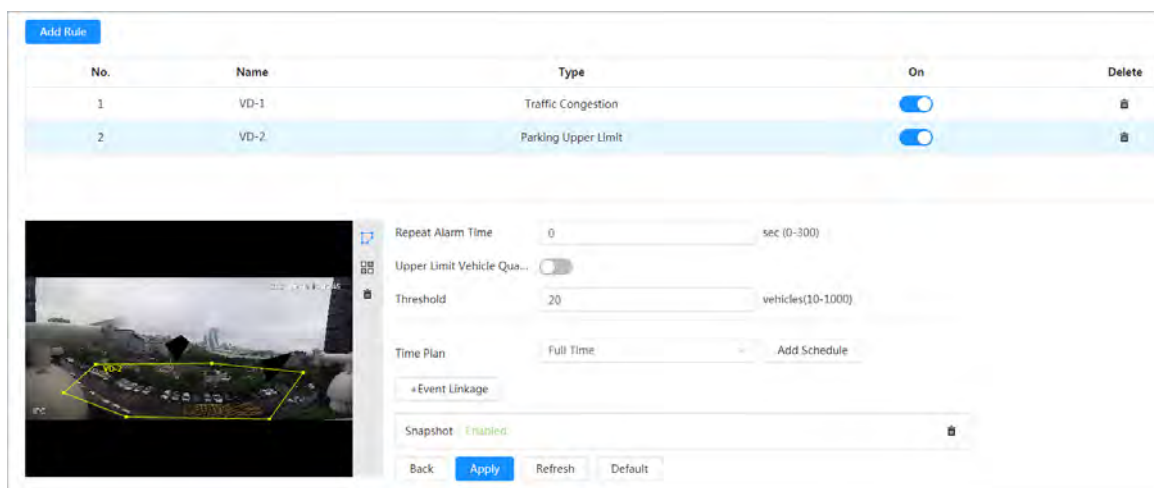 Add Rule
No. Name Type On Delete
1 VD-1 Traffic Congestion
2 VD-2 Parking Upper Limit
Repeat Alarm Time 0 sec (0-300)
Upper Limit Vehicle Qua...
Threshold 20 vehicles(10-1000)
Time Plan Full Time Add Schedule
+Event Linkage
Snapshot Enabled
Back Apply Refresh Default
VD-2
IPC